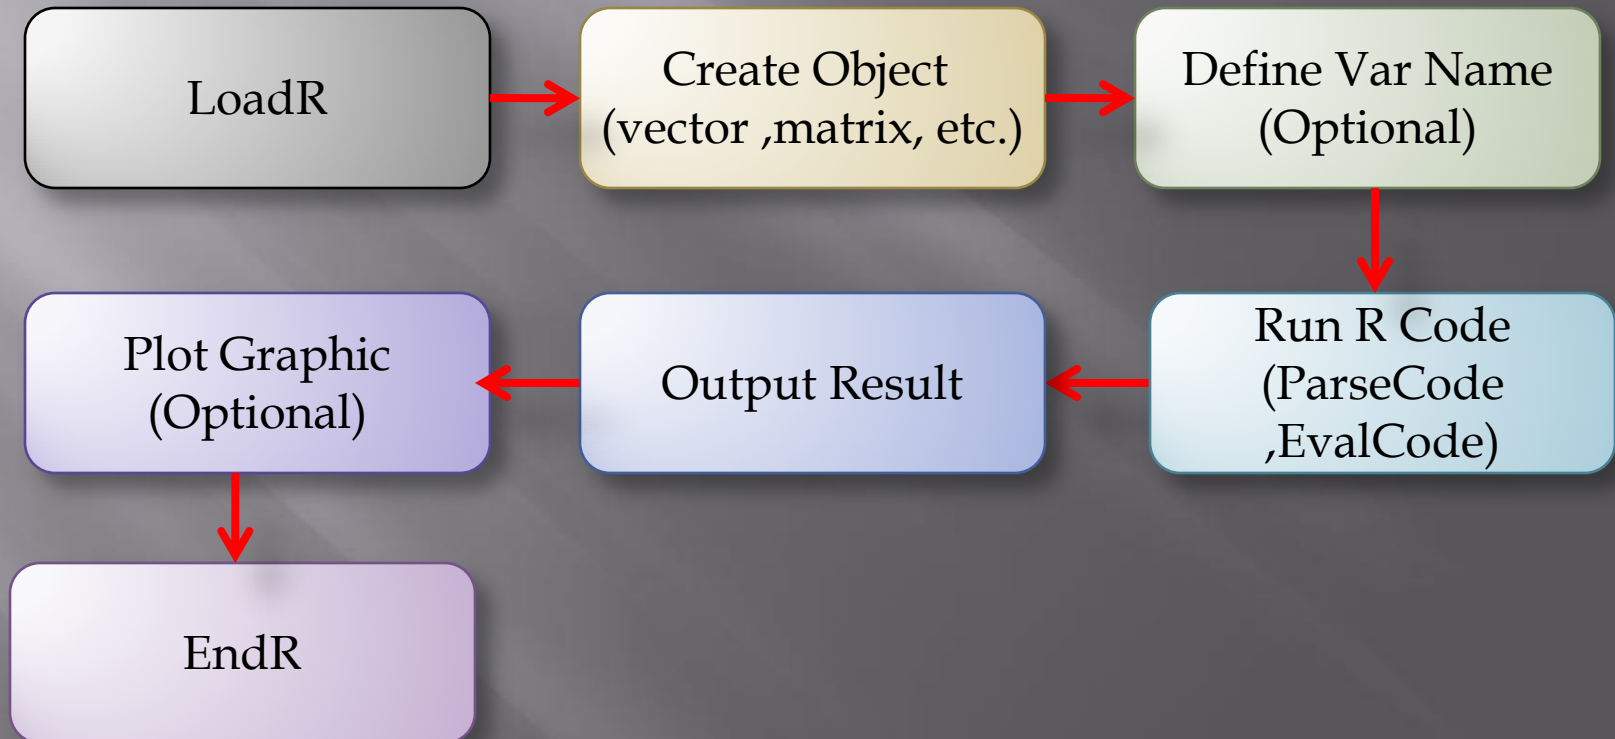 LoadR
Create Object
(vector ,matrix, etc.)
Define Var Name
(Optional)
Run R Code
(ParseCode
,EvalCode)
Output Result
Plot Graphic
(Optional)
EndR